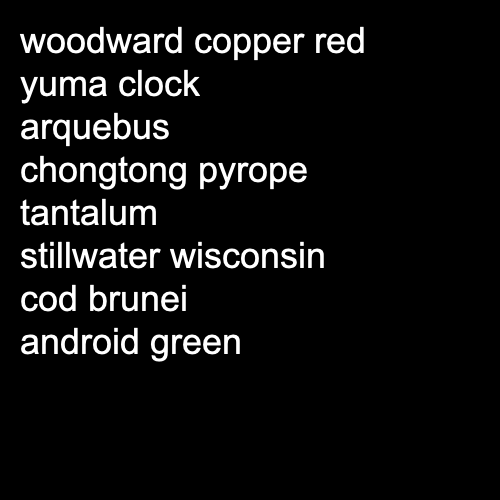 woodward copper red
yuma clock
arquebus
chongtong pyrope
tantalum
stillwater wisconsin
cod brunei
android green